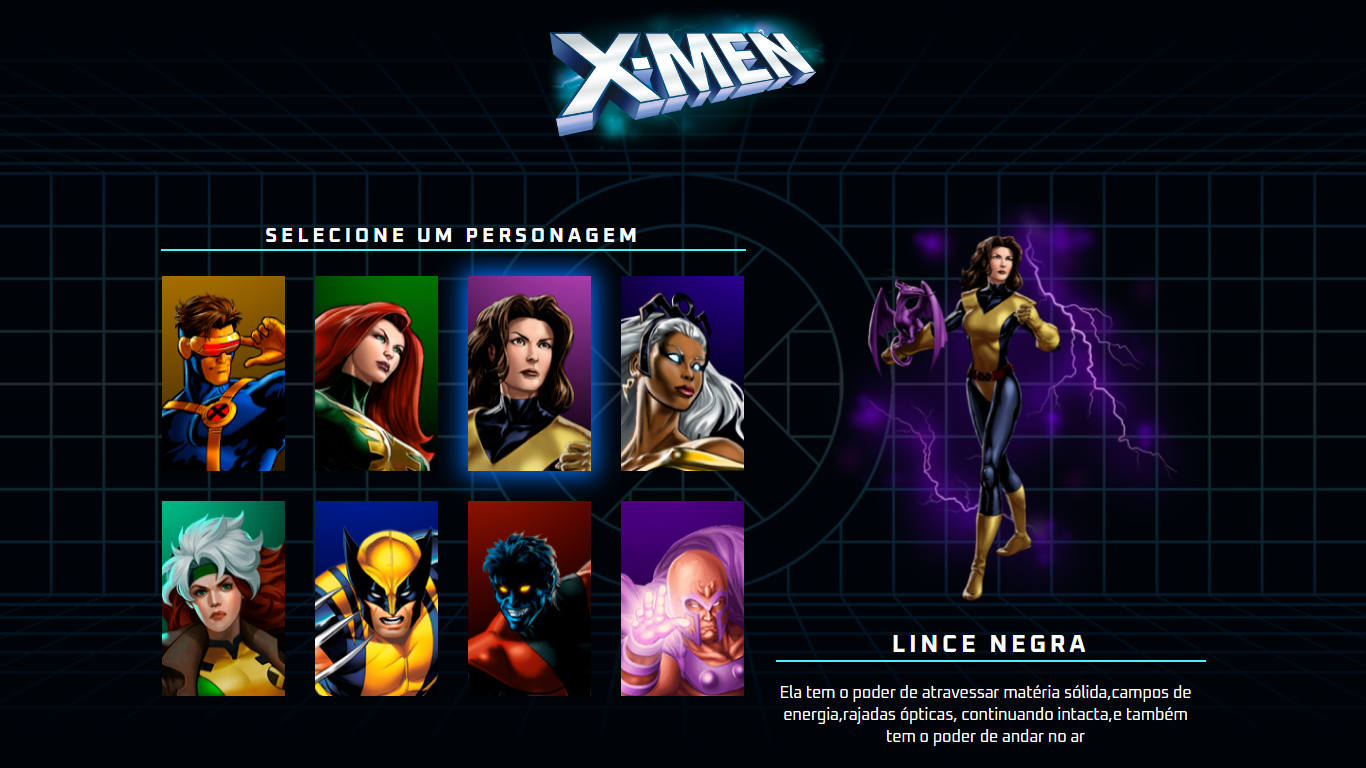 X-MEN
SELECIONE UM PERSONAGEM
LINCE NEGRA
Ela tem o poder de atravessar matéria sólida,campos de
energia,rajadas ópticas, continuando intacta,e também
tem o poder de andar no ar